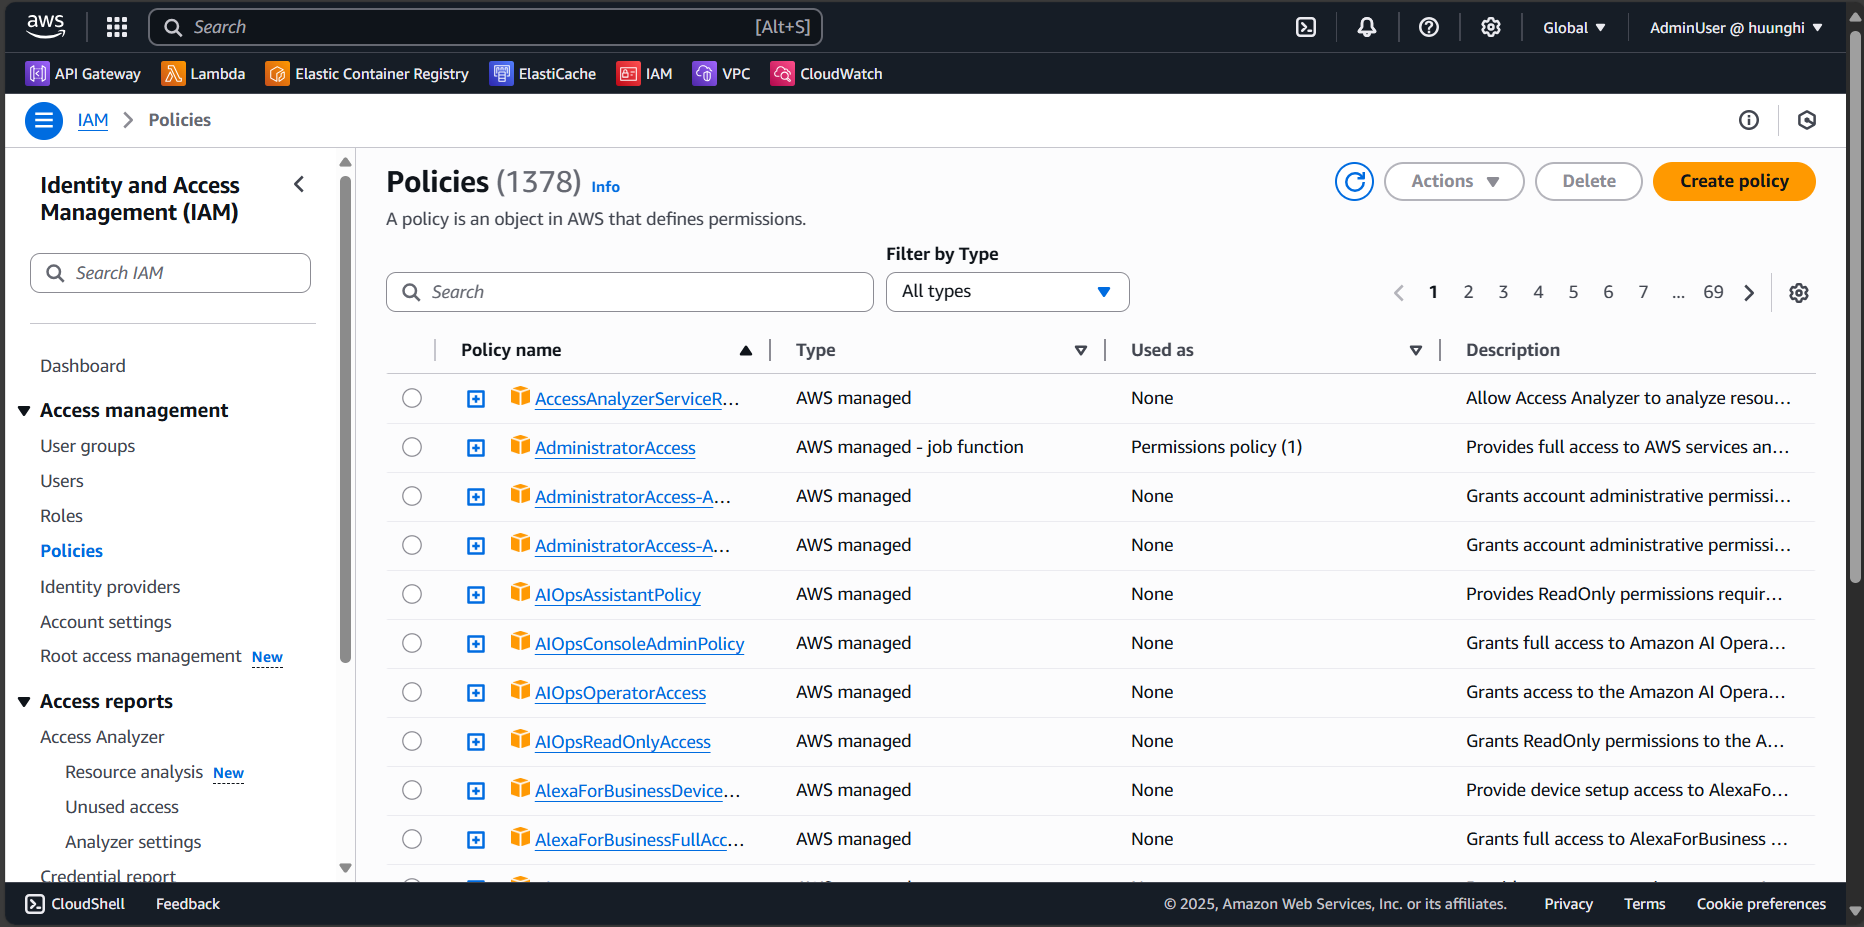 aws
Search
[Alt+S]
Global
AdminUser @ huunghi
API Gateway
Lambda
Elastic Container Registry
ElastiCache
IAM
VPC
CloudWatch
IAM
Policies
Identity and Access
Management (IAM)
Search IAM
Dashboard
Access management
User groups
Users
Roles
Policies
Identity providers
Account settings
Root access management New
Access reports
Access Analyzer
Resource analysis New
Unused access
Analyzer settings
Credential report
Policies (1378) Info
A policy is an object in AWS that defines permissions.
Actions
Delete
Create policy
Filter by Type
Search
All types
1 2 3 4 5 6 7 ... 69
Policy name Type Used as Description
AccessAnalyzerServiceR... AWS managed None Allow Access Analyzer to analyze resou...
AdministratorAccess AWS managed - job function Permissions policy (1) Provides full access to AWS services an...
AdministratorAccess-A... AWS managed None Grants account administrative permissi...
AdministratorAccess-A... AWS managed None Grants account administrative permissi...
AIOpsAssistantPolicy AWS managed None Provides ReadOnly permissions requir...
AIOpsConsoleAdminPolicy AWS managed None Grants full access to Amazon AI Opera...
AIOpsOperatorAccess AWS managed None Grants access to the Amazon AI Opera...
AIOpsReadOnlyAccess AWS managed None Grants ReadOnly permissions to the A...
AlexaForBusinessDevice... AWS managed None Provide device setup access to AlexaFo...
AlexaForBusinessFullAcc... AWS managed None Grants full access to AlexaForBusiness ...
CloudShell
Feedback
© 2025, Amazon Web Services, Inc. or its affiliates.
Privacy
Terms
Cookie preferences